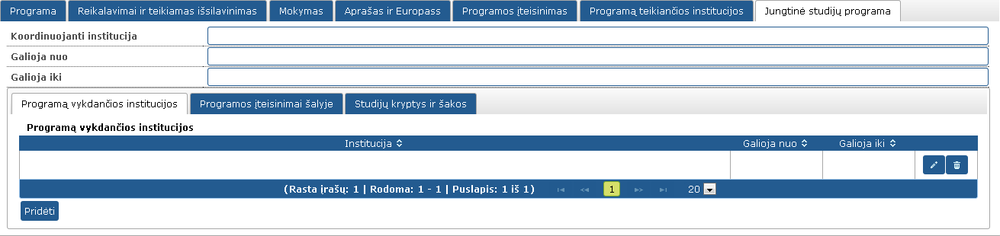 Programa Reikalavimai ir teikiamas išsilavinimas Mokymas Aprašas ir Europass Programos įteisinimas Programą teikiančios institucijos Jungtinė studijų programa
Koordinuojanti institucija
Galioja nuo
Galioja iki
Programą vykdančios institucijos Programos įteisinimai šalyje Studijų kryptys ir šakos
Programą vykdančios institucijos
Institucija Galioja nuo Galioja iki
(Rasta įrašų: 1 | Rodoma: 1 - 1 | Puslapis: 1 iš 1) 1 20
Pridėti